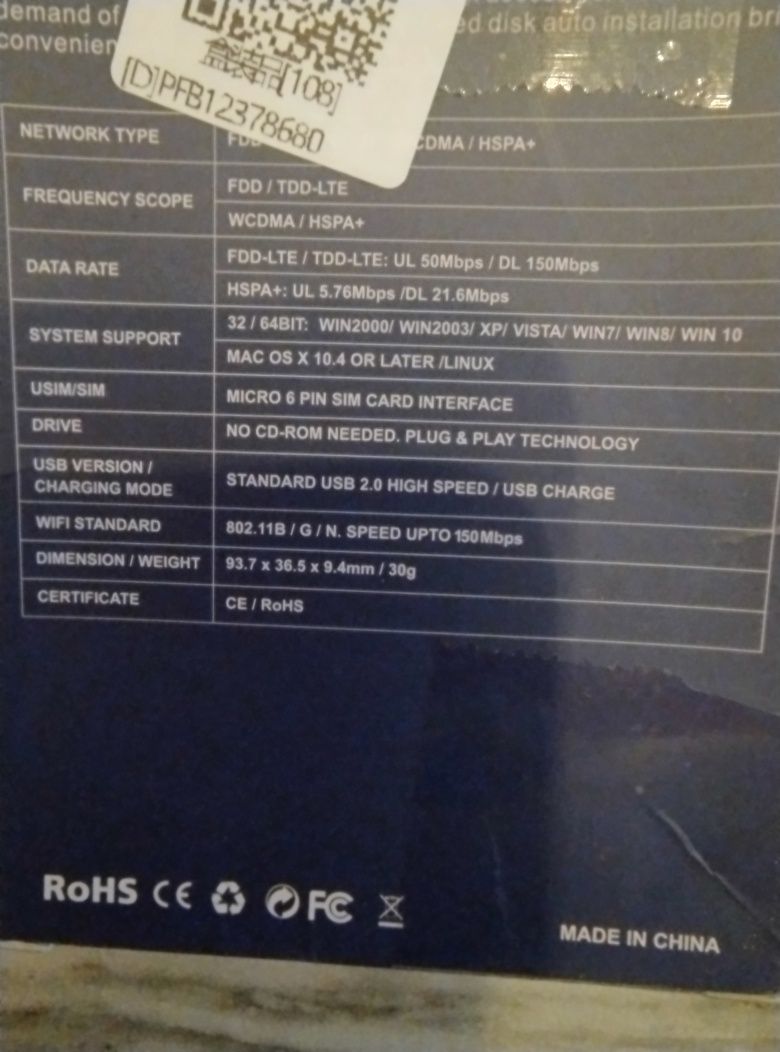 demand of
ed disk auto installation br
convenien
盒装品[108]
[D]PFB12378680
NETWORK TYPE
FDD
CDMA / HSPA+
FREQUENCY SCOPE
FDD / TDD-LTE
WCDMA / HSPA+
DATA RATE
FDD-LTE / TDD-LTE: UL 50Mbps / DL 150Mbps
HSPA+: UL 5.76Mbps /DL 21.6Mbps
SYSTEM SUPPORT
32 / 64BIT: WIN2000/ WIN2003/ XP/ VISTA/ WIN7/ WIN8/ WIN 10
MAC OS X 10.4 OR LATER /LINUX
USIM/SIM
MICRO 6 PIN SIM CARD INTERFACE
DRIVE
NO CD-ROM NEEDED. PLUG & PLAY TECHNOLOGY
USB VERSION /
CHARGING MODE
STANDARD USB 2.0 HIGH SPEED / USB CHARGE
WIFI STANDARD
802.11B / G / N. SPEED UPTO 150Mbps
DIMENSION / WEIGHT
93.7 x 36.5 x 9.4mm / 30g
CERTIFICATE
CE / RoHS
RoHS CE FC
MADE IN CHINA